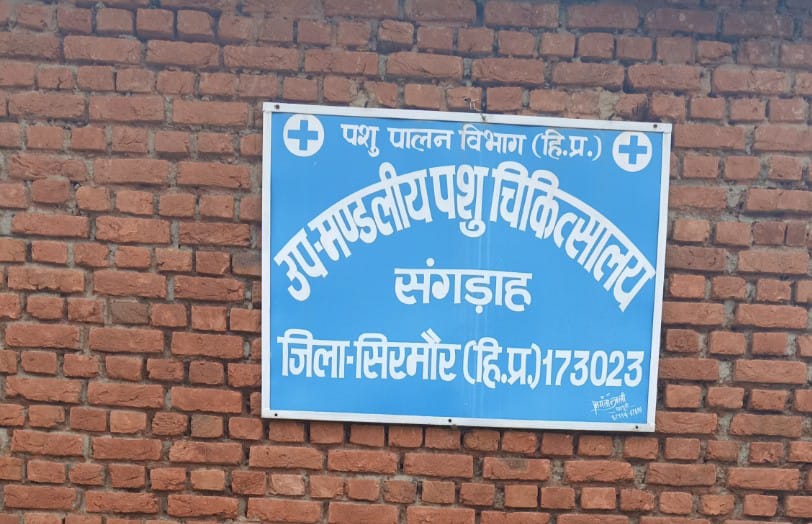 पशु पालन विभाग (हि.प्र.)
उप-मण्डलीय पशु चिकित्सालय
संगड़ाह
जिला-सिरमौर (हि.प्र.) 173023